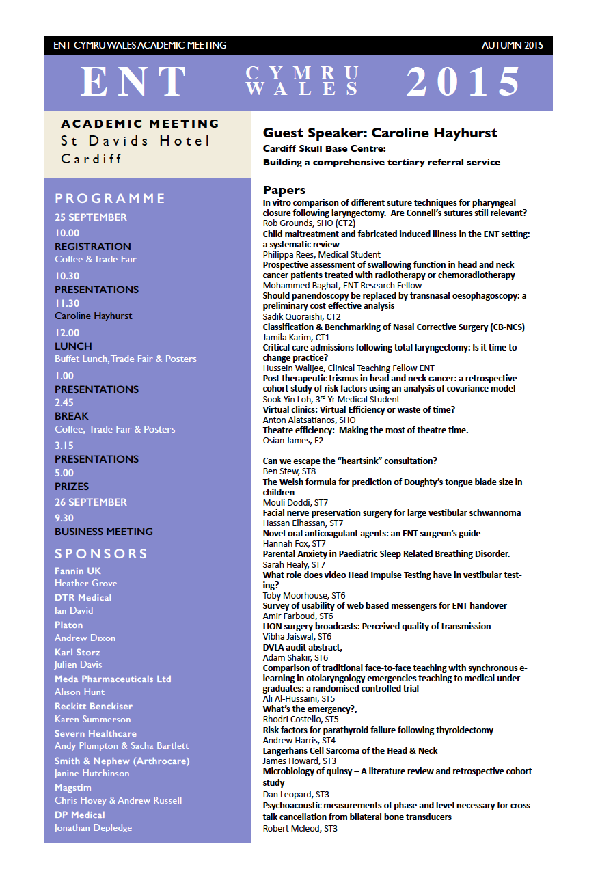 ENT CYMRU WALES ACADEMIC MEETING AUTUMN 2015
ENT CYMRU WALES 2015
ACADEMIC MEETING
St Davids Hotel
Cardiff
PROGRAMME
25 SEPTEMBER
10.00
REGISTRATION
Coffee & Trade Fair
10.30
PRESENTATIONS
11.30
Caroline Hayhurst
12.00
LUNCH
Buffet Lunch, Trade Fair & Posters
1.00
PRESENTATIONS
2.45
BREAK
Coffee, Trade Fair & Posters
3.15
PRESENTATIONS
5.00
PRIZES
26 SEPTEMBER
9.30
BUSINESS MEETING
SPONSORS
Fannin UK
Heather Grove
DTR Medical
Ian David
Platon
Andrew Dixon
Karl Storz
Julien Davis
Meda Pharmaceuticals Ltd
Alison Hunt
Reckitt Benckiser
Karen Summerson
Severn Healthcare
Andy Plumpton & Sacha Bartlett
Smith & Nephew (Arthrocare)
Janine Hutchinson
Magstim
Chris Hovey & Andrew Russell
DP Medical
Jonathan Depledge
Guest Speaker: Caroline Hayhurst
Cardiff Skull Base Centre:
Building a comprehensive tertiary referral service
Papers
In vitro comparison of different suture techniques for pharyngeal
closure following laryngectomy. Are Connell's sutures still relevant?
Rob Grounds, SHO (CT2)
Child maltreatment and fabricated induced illness in the ENT setting:
a systematic review
Philippa Rees, Medical Student
Prospective assessment of swallowing function in head and neck
cancer patients treated with radiotherapy or chemoradiotherapy
Mohammed Baghat, ENT Research Fellow
Should panendoscopy be replaced by transnasal oesophagoscopy: a
preliminary cost effective analysis
Sadik Quoraishi, CT2
Classification & Benchmarking of Nasal Corrective Surgery (CB-NCS)
Jamila Karim, CT1
Critical care admissions following total laryngectomy: Is it time to
change practice?
Hussein Walijee, Clinical Teaching Fellow ENT
Post therapeutic trismus in head and neck cancer: a retrospective
cohort study of risk factors using an analysis of covariance model
Sook Yin Loh, 3rd Yr Medical Student
Virtual clinics: Virtual Efficiency or waste of time?
Anton Alatsatianos, SHO
Theatre efficiency: Making the most of theatre time.
Osian James, F2
Can we escape the "heartsink" consultation?
Ben Stew, ST8
The Welsh formula for prediction of Doughty's tongue blade size in
children
Mouli Doddi, ST7
Facial nerve preservation surgery for large vestibular schwannoma
Hassan Elhassan, ST7
Novel oral anticoagulant agents: an ENT surgeon's guide
Hannah Fox, ST7
Parental Anxiety in Paediatric Sleep Related Breathing Disorder.
Sarah Healy, ST7
What role does video Head Impulse Testing have in vestibular test-
ing?
Toby Moorhouse, ST6
Survey of usability of web based messengers for ENT handover
Amir Farboud, ST6
LION surgery broadcasts: Perceived quality of transmission
Vibha Jaiswal, ST6
DVLA audit abstract,
Adam Shakir, ST6
Comparison of traditional face-to-face teaching with synchronous e-
learning in otolaryngology emergencies teaching to medical under
graduates: a randomised controlled trial
Ali Al-Hussaini, ST5
What's the emergency?,
Rhodri Costello, ST5
Risk factors for parathyroid failure following thyroidectomy
Andrew Harris, ST4
Langerhans Cell Sarcoma of the Head & Neck
James Howard, ST3
Microbiology of quinsy – A literature review and retrospective cohort
study
Dan Leopard, ST3
Psychoacoustic measurements of phase and level necessary for cross
talk cancellation from bilateral bone transducers
Robert Mcleod, ST3